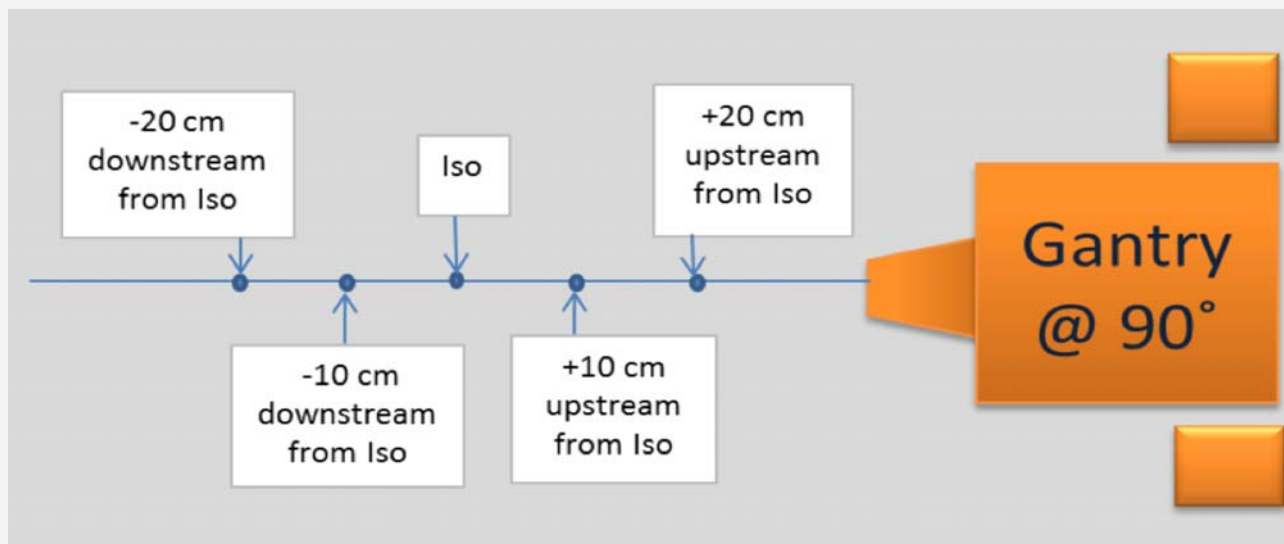 -20 cm
downstream
from Iso
Iso
+20 cm
upstream
from Iso
Gantry
@ 90˚
-10 cm
downstream
from Iso
+10 cm
upstream
from Iso